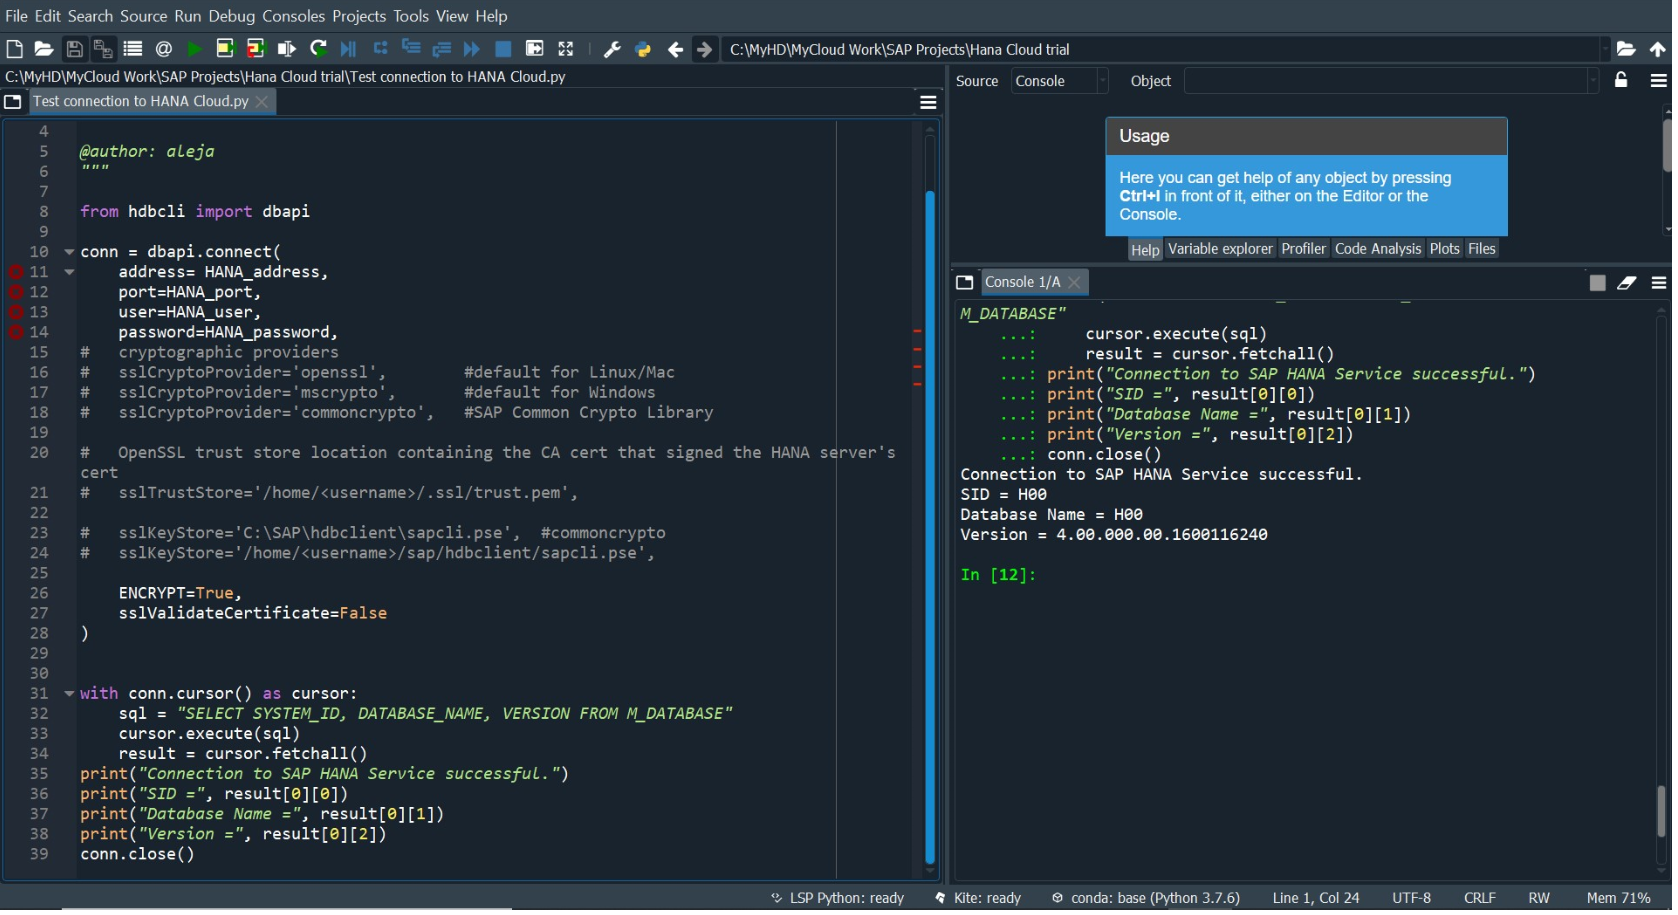 File Edit Search Source Run Debug Consoles Projects Tools View Help
C:\MyHD\MyCloud Work\SAP Projects\Hana Cloud trial
C:\MyHD\MyCloud Work\SAP Projects\Hana Cloud trial\Test connection to HANA Cloud.py
Test connection to HANA Cloud.py
4
5 @author: aleja
6 """
7
8 from hdbcli import dbapi
9
10 conn = dbapi.connect(
11     address= HANA_address,
12     port=HANA_port,
13     user=HANA_user,
14     password=HANA_password,
15 #   cryptographic providers
16 #   sslCryptoProvider='openssl',        #default for Linux/Mac
17 #   sslCryptoProvider='mscrypto',       #default for Windows
18 #   sslCryptoProvider='commoncrypto',   #SAP Common Crypto Library
19
20 #   OpenSSL trust store location containing the CA cert that signed the HANA server's
cert
21 #   sslTrustStore='/home/<username>/.ssl/trust.pem',
22
23 #   sslKeyStore='C:\SAP\hdbclient\sapcli.pse',  #commoncrypto
24 #   sslKeyStore='/home/<username>/sap/hdbclient/sapcli.pse',
25
26     ENCRYPT=True,
27     sslValidateCertificate=False
28 )
29
30
31 with conn.cursor() as cursor:
32     sql = "SELECT SYSTEM_ID, DATABASE_NAME, VERSION FROM M_DATABASE"
33     cursor.execute(sql)
34     result = cursor.fetchall()
35 print("Connection to SAP HANA Service successful.")
36 print("SID =", result[0][0])
37 print("Database Name =", result[0][1])
38 print("Version =", result[0][2])
39 conn.close()
Source Console Object
Usage
Here you can get help of any object by pressing
Ctrl+I in front of it, either on the Editor or the
Console.
Help Variable explorer Profiler Code Analysis Plots Files
Console 1/A
M_DATABASE"
...:     cursor.execute(sql)
...:     result = cursor.fetchall()
...: print("Connection to SAP HANA Service successful.")
...: print("SID =", result[0][0])
...: print("Database Name =", result[0][1])
...: print("Version =", result[0][2])
...: conn.close()
Connection to SAP HANA Service successful.
SID = H00
Database Name = H00
Version = 4.00.000.00.1600116240
In [12]:
LSP Python: ready Kite: ready conda: base (Python 3.7.6) Line 1, Col 24 UTF-8 CRLF RW Mem 71%